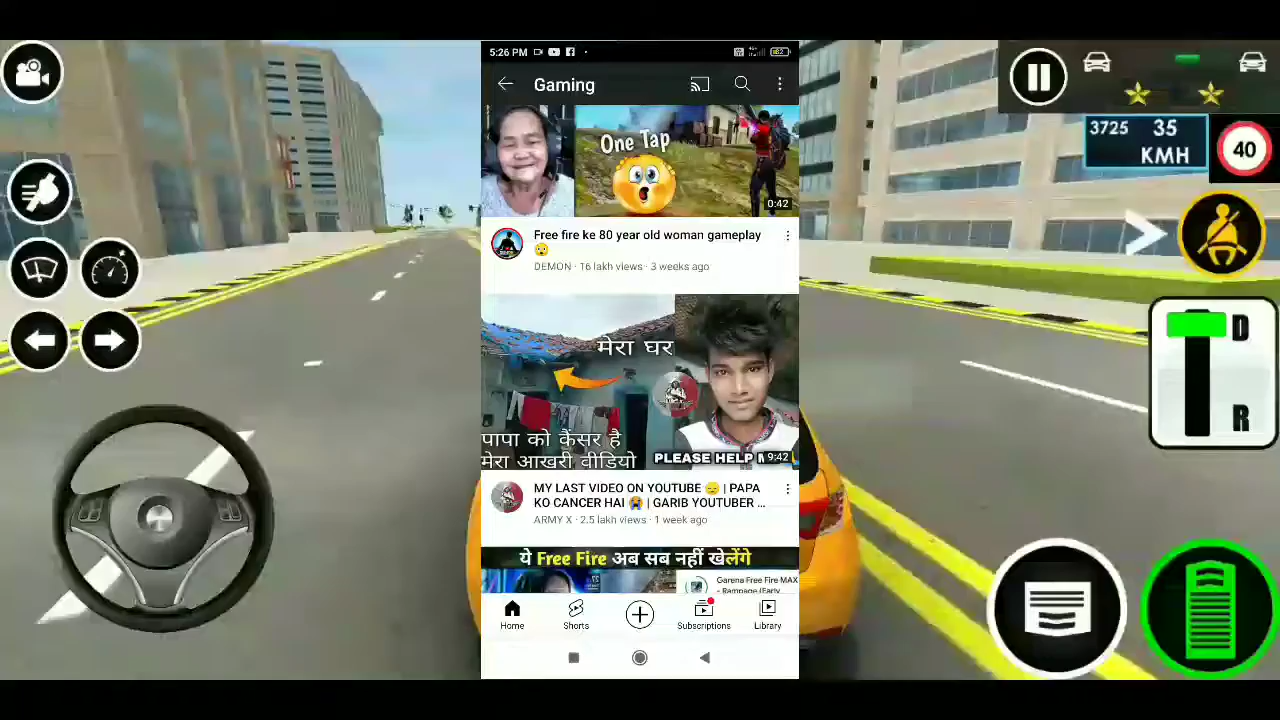 5:26 PM
82
Gaming
One Tap
0:42
Free fire ke 80 year old woman gameplay
DEMON · 16 lakh views · 3 weeks ago
मेरा घर
पापा को कैंसर है
मेरा आखरी वीडियो
PLEASE HELP
9:42
MY LAST VIDEO ON YOUTUBE 😔 | PAPA
KO CANCER HAI 😭 | GARIB YOUTUBER ...
ARMY X · 2.5 lakh views · 1 week ago
ये Free Fire अब सब नहीं खेलेंगे
Garena Free Fire MAX
- Rampage (Early
Home
Shorts
Subscriptions
Library
3725 35
KMH
40
D
R